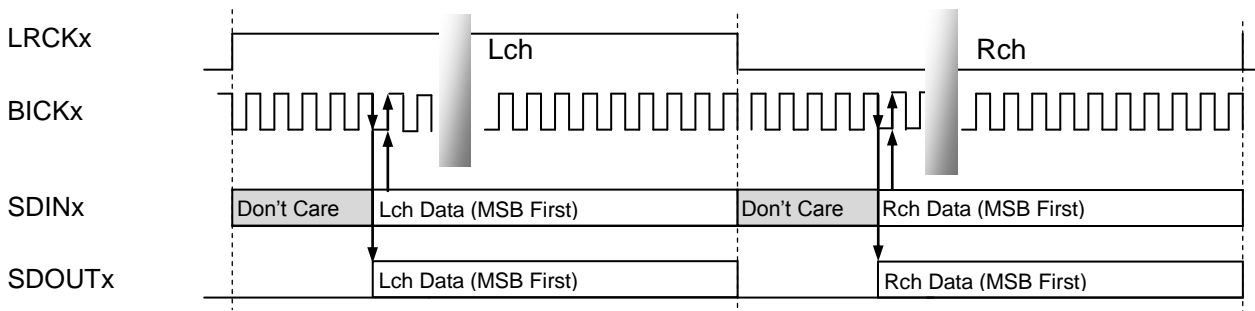 LRCKx
Lch
Rch
BICKx
SDINx
Don't Care
Lch Data (MSB First)
Don't Care
Rch Data (MSB First)
SDOUTx
Lch Data (MSB First)
Rch Data (MSB First)